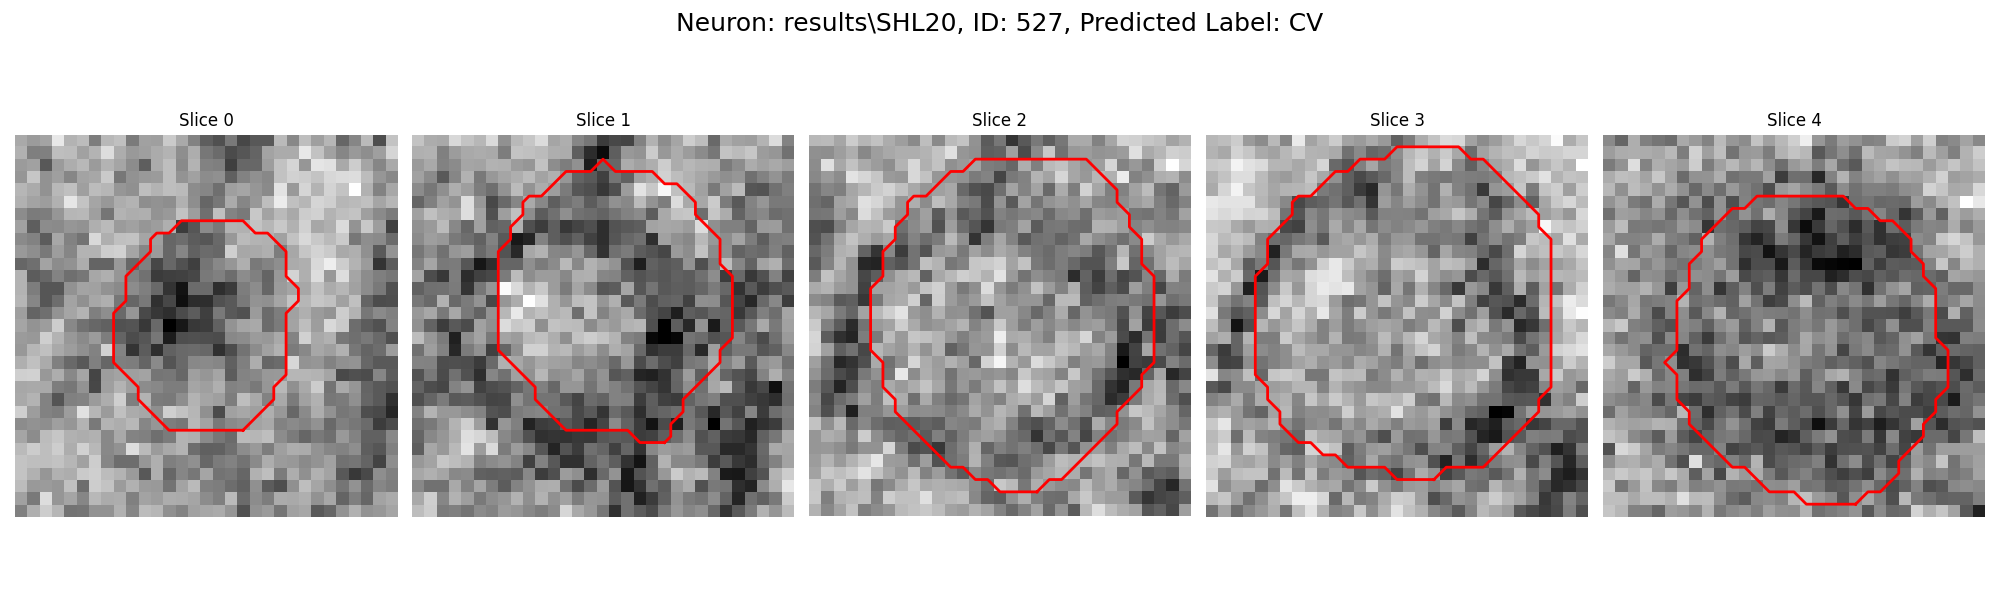 Neuron: results\SHL20, ID: 527, Predicted Label: CV
Slice 0
Slice 1
Slice 2
Slice 3
Slice 4